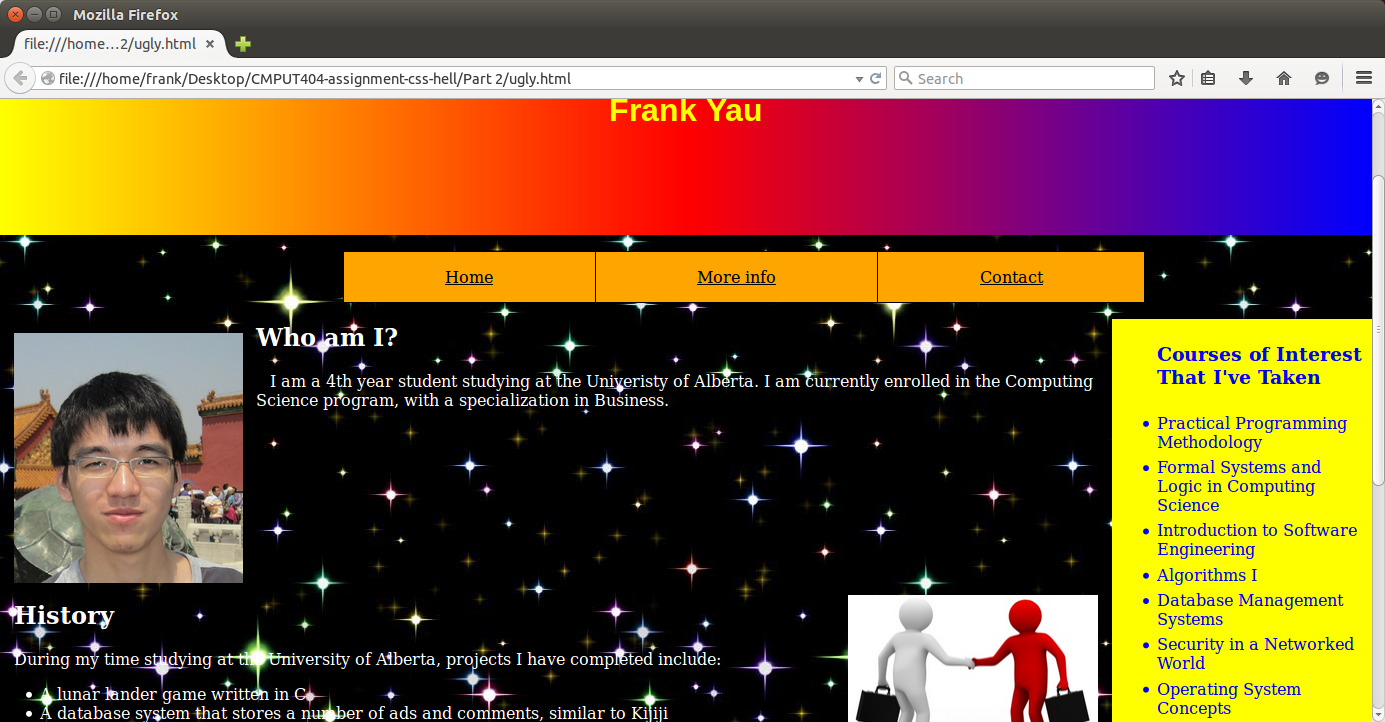 Mozilla Firefox
file:///home...2/ugly.html
file:///home/frank/Desktop/CMPUT404-assignment-css-hell/Part 2/ugly.html
Search
Frank Yau
Home
More info
Contact
Who am I?
I am a 4th year student studying at the Univeristy of Alberta. I am currently enrolled in the Computing
Science program, with a specialization in Business.
History
During my time studying at the University of Alberta, projects I have completed include:
• A lunar lander game written in C
• A database system that stores a number of ads and comments, similar to Kijiji
Courses of Interest
That I've Taken
• Practical Programming
Methodology
• Formal Systems and
Logic in Computing
Science
• Introduction to Software
Engineering
• Algorithms I
• Database Management
Systems
• Security in a Networked
World
• Operating System
Concepts